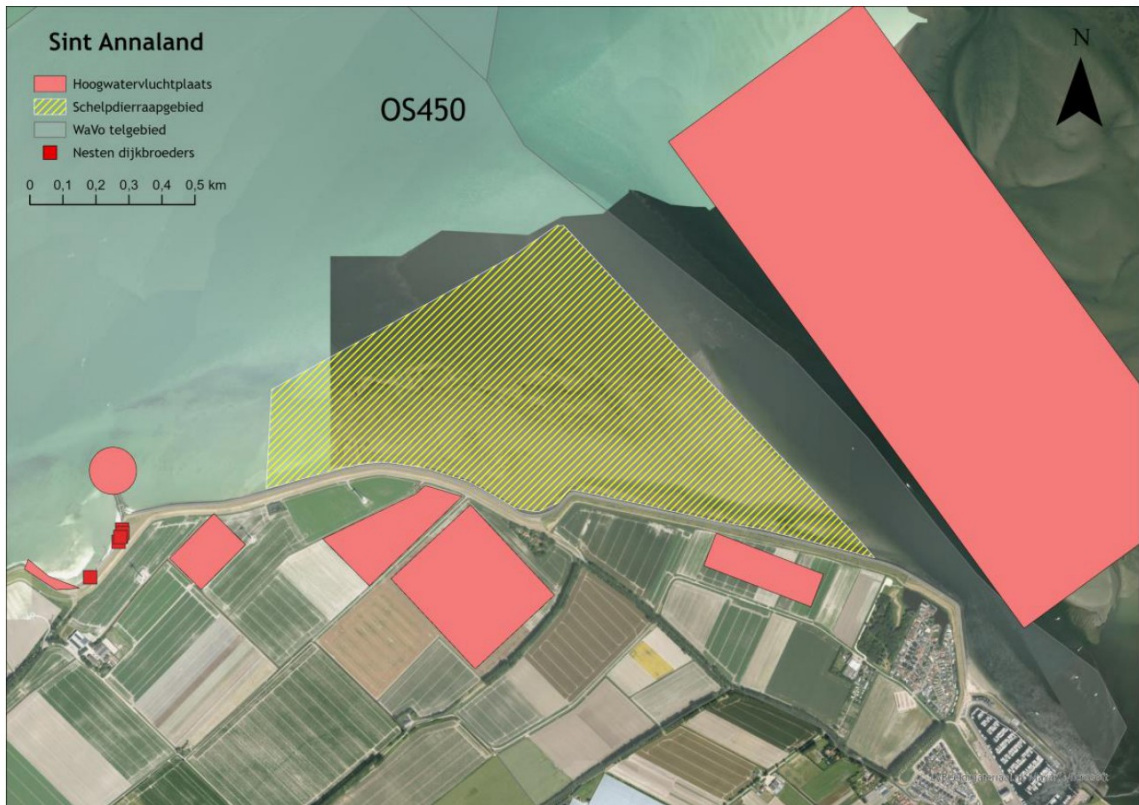 Sint Annaland
Hoogwatervluchtplaats
Schelpdierraapgebied
WaVo telgebied
Nesten dijkbroeders
0 0,1 0,2 0,3 0,4 0,5 km
OS450
N